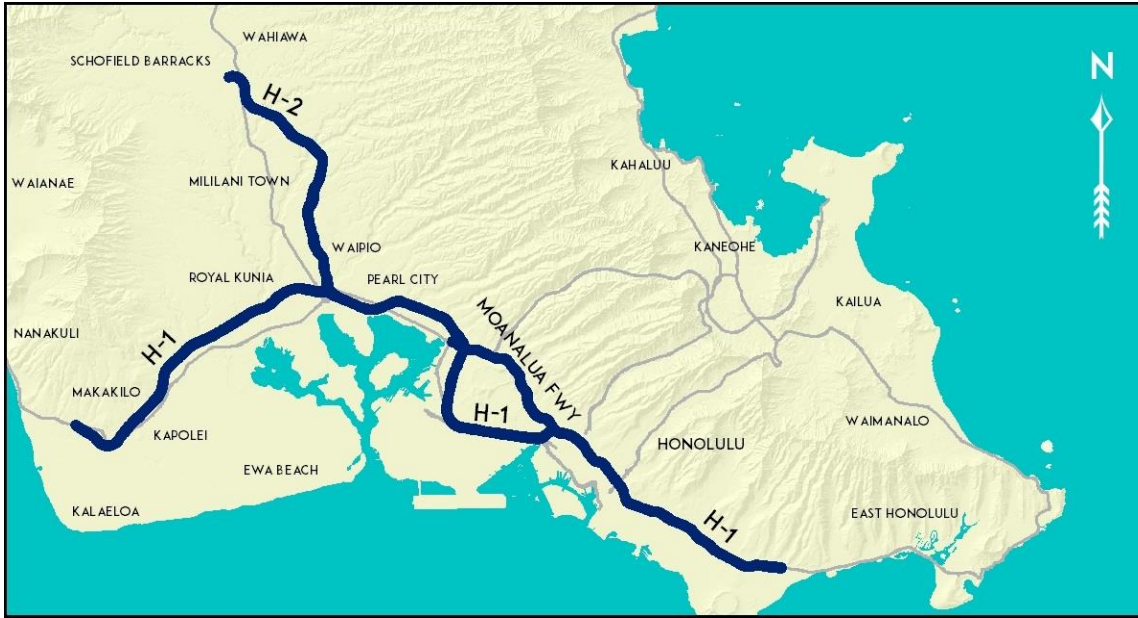 WAHIAWA
SCHOFIELD BARRACKS
N
H-2
KAHALUU
WAIANAE
MILILANI TOWN
WAIPIO
KANEOHE
ROYAL KUNIA
PEARL CITY
KAILUA
NANAKULI
H-1
MOANALUA FWY
MAKAKILO
H-1
WAIMANALO
KAPOLEI
HONOLULU
EWA BEACH
KALAELOA
EAST HONOLULU
H-1